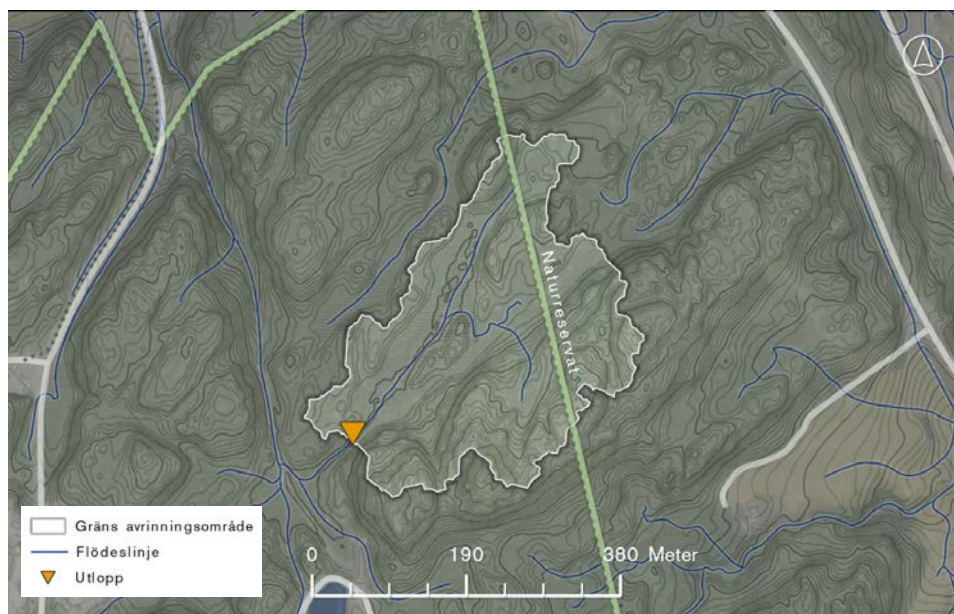 Naturreservat
Gräns avrinningsområde
Flödeslinje
Utlopp
0 190 380 Meter